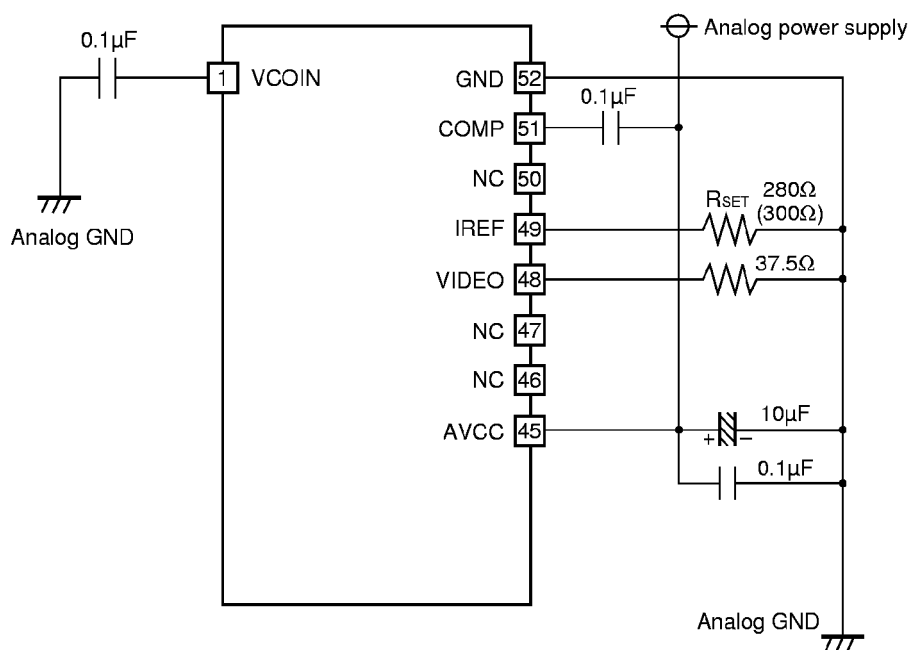 Analog power supply
0.1µF
1 VCOIN
GND 52
0.1µF
COMP 51
NC 50
RSET 280Ω
(300Ω)
IREF 49
Analog GND
37.5Ω
VIDEO 48
NC 47
NC 46
10µF
AVCC 45
+ −
0.1µF
Analog GND